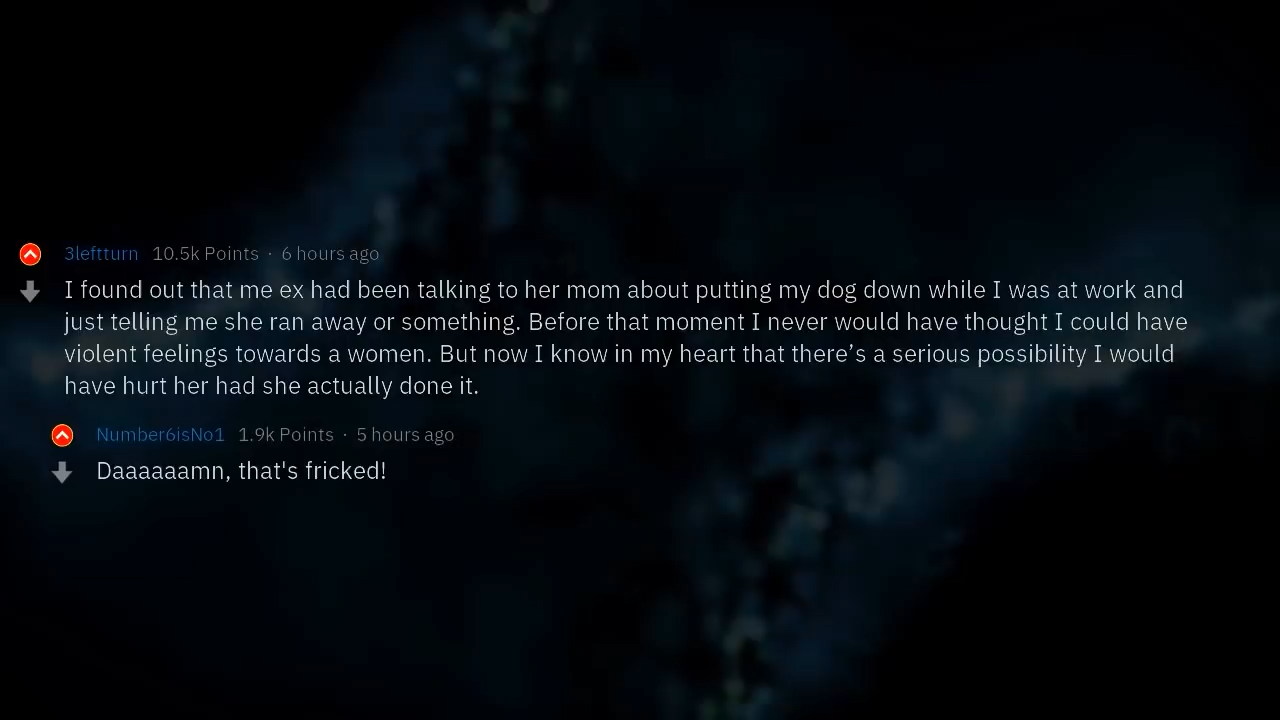 3leftturn 10.5k Points · 6 hours ago
I found out that me ex had been talking to her mom about putting my dog down while I was at work and
just telling me she ran away or something. Before that moment I never would have thought I could have
violent feelings towards a women. But now I know in my heart that there’s a serious possibility I would
have hurt her had she actually done it.
Number6isNo1 1.9k Points · 5 hours ago
Daaaaaamn, that's fricked!